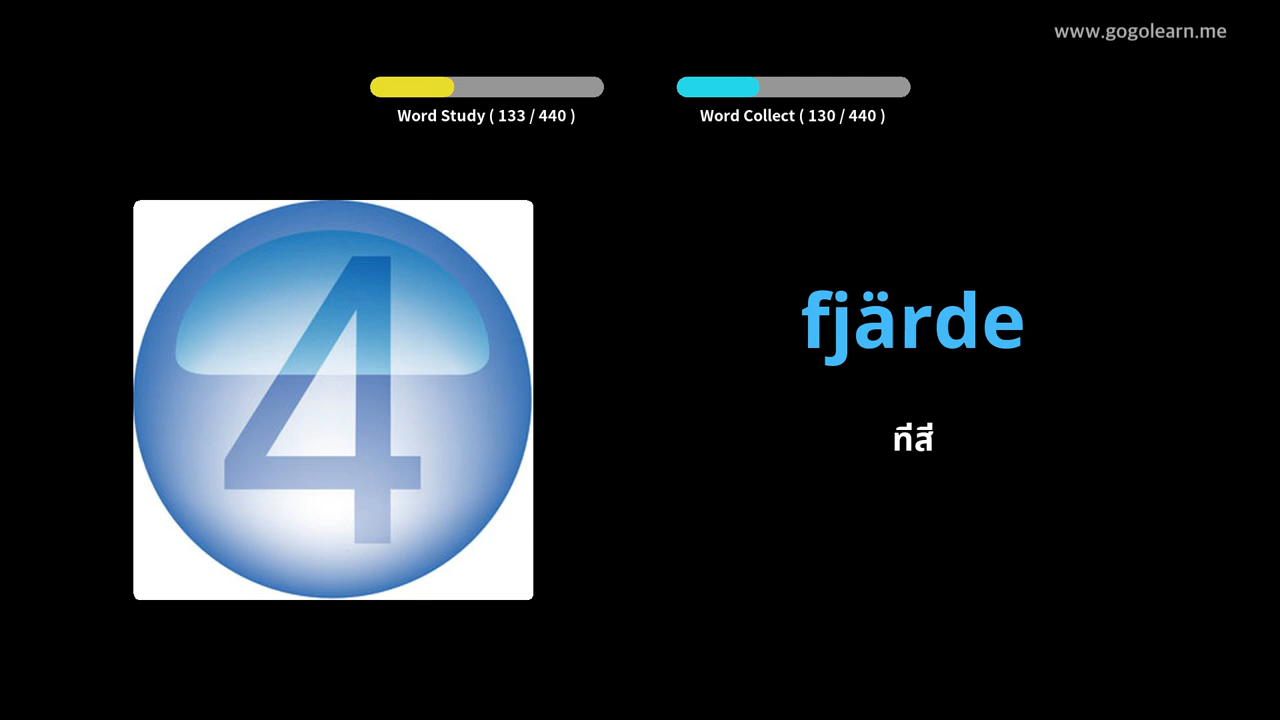 www.gogolearn.me
Word Study ( 133 / 440 )
Word Collect ( 130 / 440 )
4
fjärde
ที่สี่